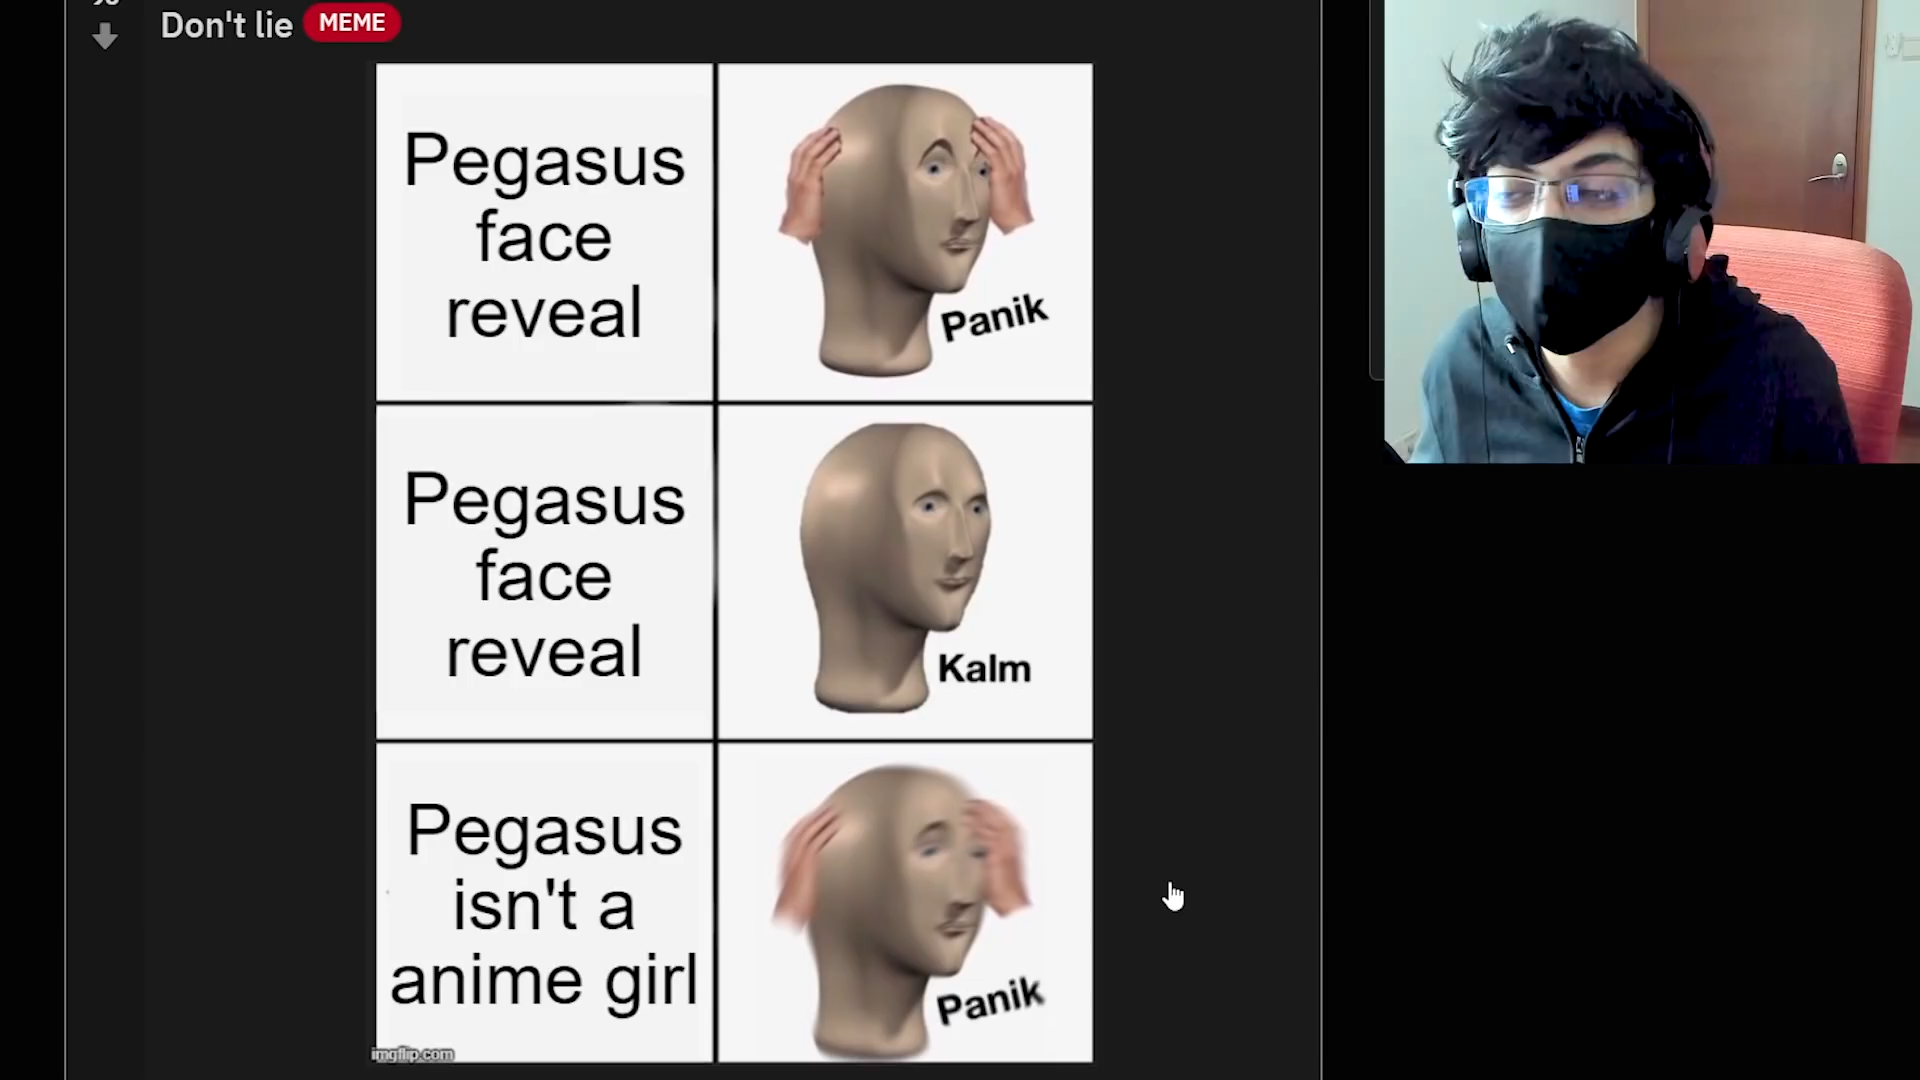 Don't lie MEME
Pegasus
face
reveal
Panik
Pegasus
face
reveal
Kalm
Pegasus
isn't a
anime girl
Panik
imgflip.com